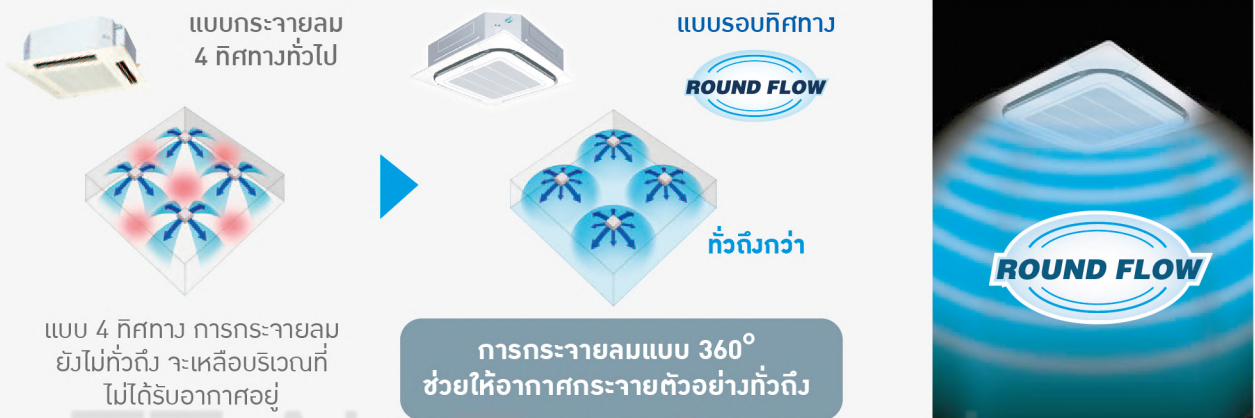 แบบกระจายลม
4 ทิศทางทั่วไป
แบบรอบทิศทาง
ROUND FLOW
ทั่วถึงกว่า
แบบ 4 ทิศทาง การกระจายลม
ยังไม่ทั่วถึง จะเหลือบริเวณที่
ไม่ได้รับอากาศอยู่
การกระจายลมแบบ 360°
ช่วยให้อากาศกระจายตัวอย่างทั่วถึง
ROUND FLOW